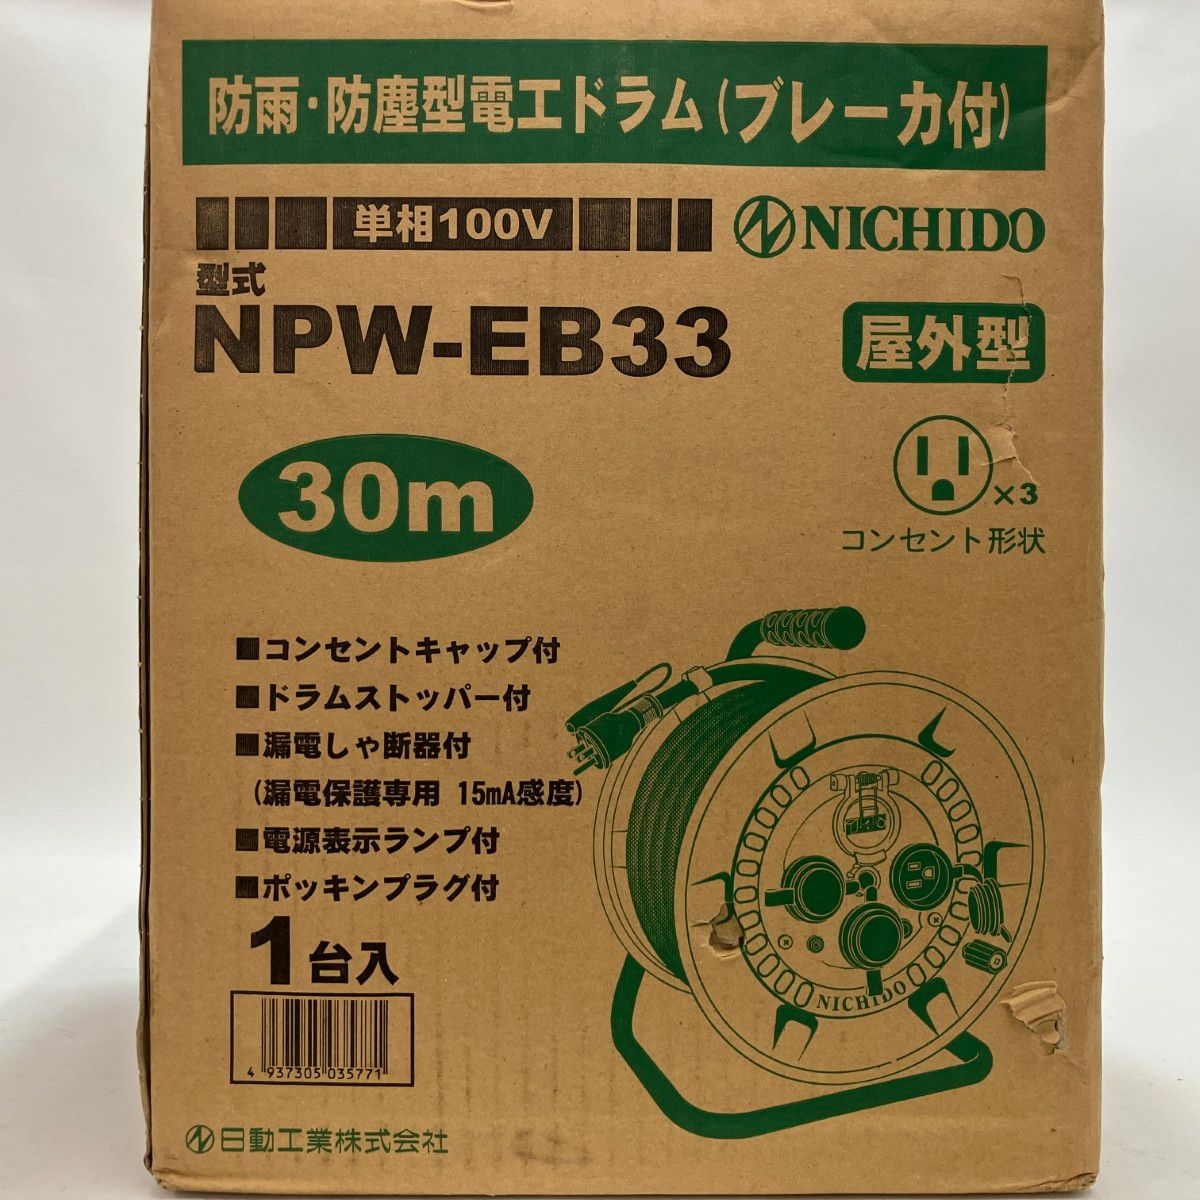 防雨・防塵型電工ドラム(ブレーカ付)
単相100V
NICHIDO
型式
NPW-EB33
屋外型
30m
×3
コンセント形状
■コンセントキャップ付
■ドラムストッパー付
■漏電しゃ断器付
(漏電保護専用 15mA感度)
■電源表示ランプ付
■ポッキンプラグ付
1台入
NICHIDO
4 937305 035771
日動工業株式会社